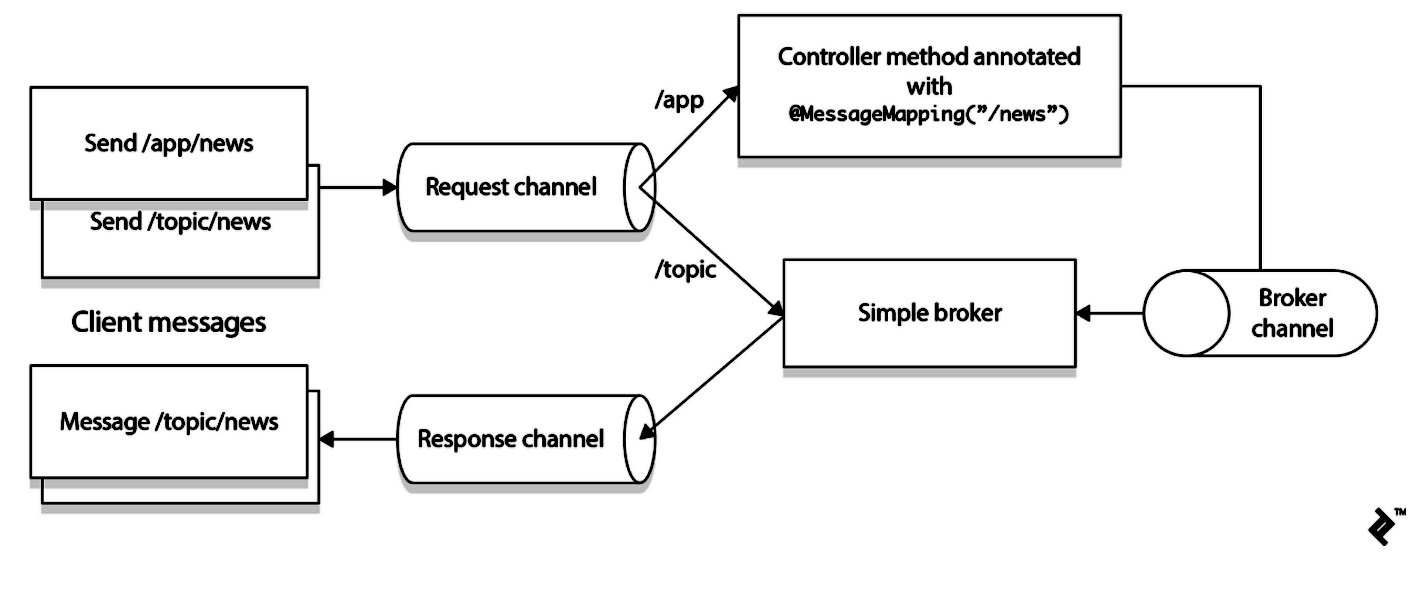 Send /app/news
Send /topic/news
Client messages
Message /topic/news
Request channel
Response channel
/app
/topic
Controller method annotated
with
@MessageMapping(”/news”)
Simple broker
Broker
channel
TM